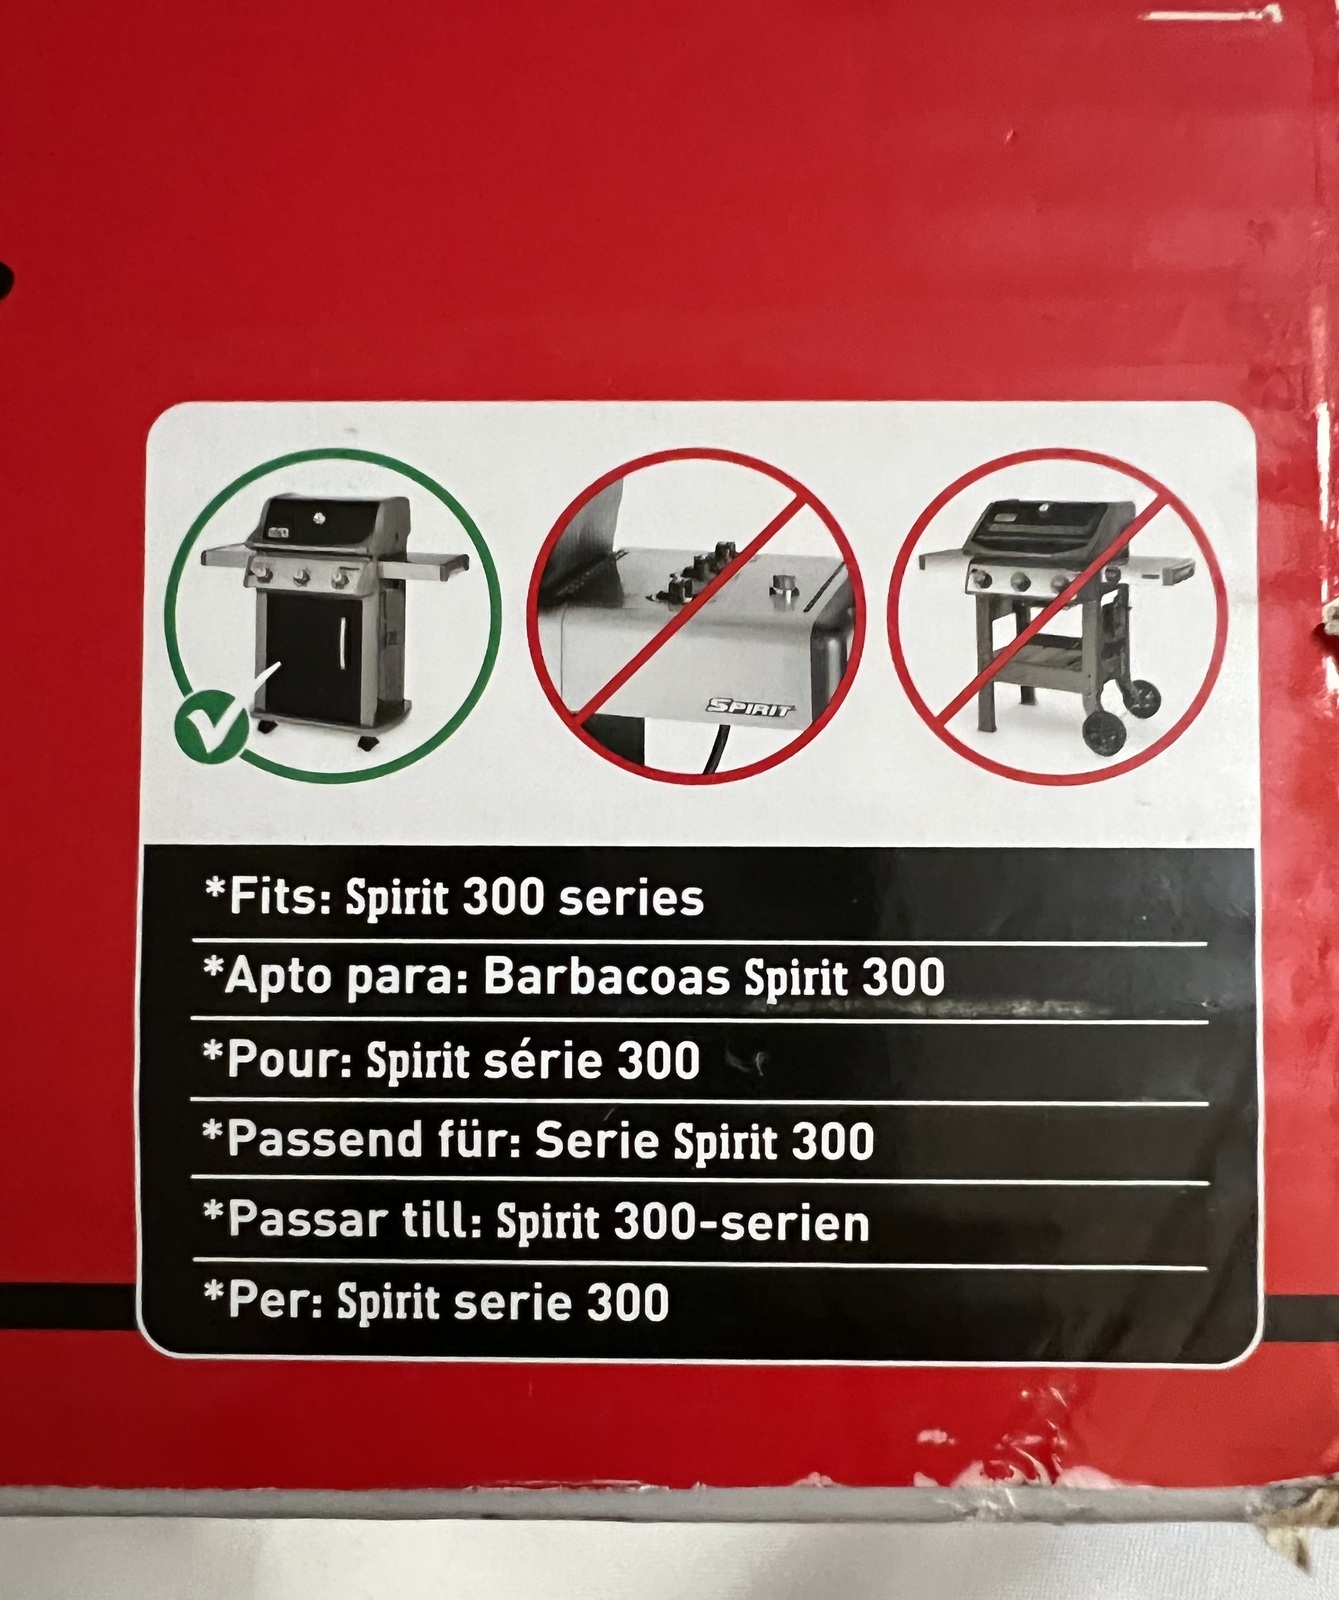 SPIRIT
*Fits: Spirit 300 series
*Apto para: Barbacoas Spirit 300
*Pour: Spirit série 300
*Passend für: Serie Spirit 300
*Passar till: Spirit 300-serien
*Per: Spirit serie 300